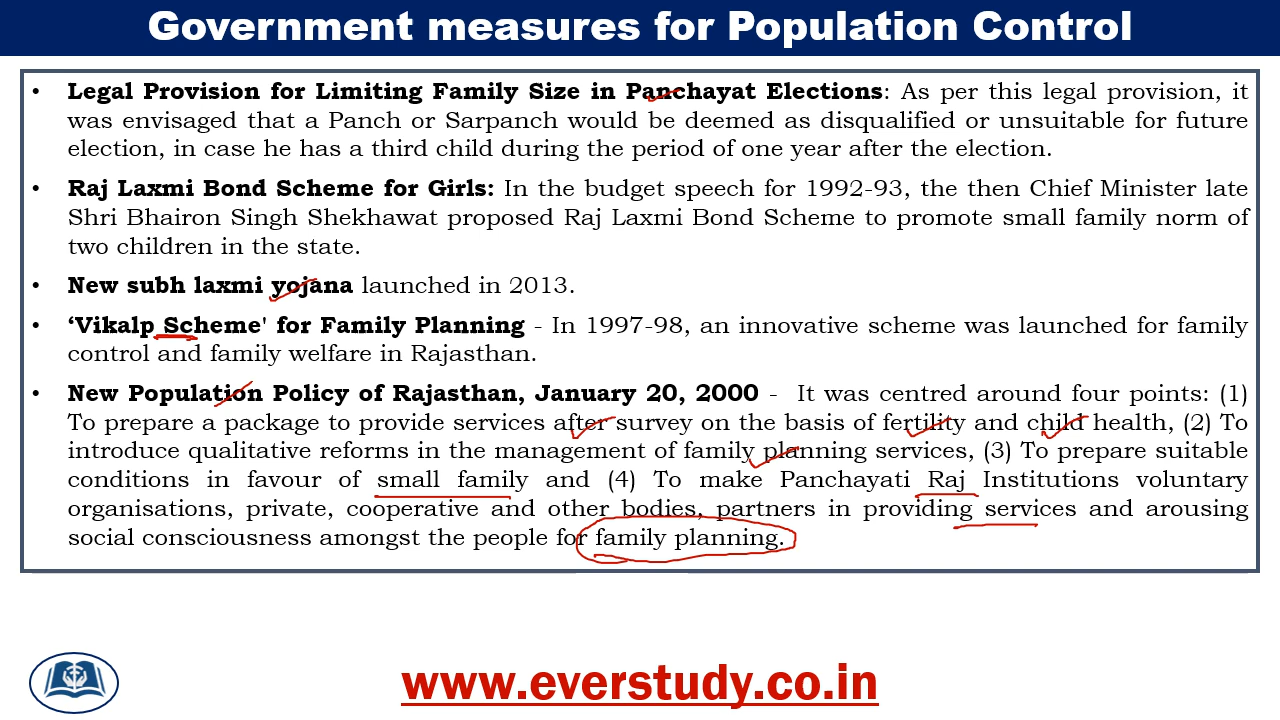 Government measures for Population Control
• Legal Provision for Limiting Family Size in Panchayat Elections: As per this legal provision, it
was envisaged that a Panch or Sarpanch would be deemed as disqualified or unsuitable for future
election, in case he has a third child during the period of one year after the election.
• Raj Laxmi Bond Scheme for Girls: In the budget speech for 1992-93, the then Chief Minister late
Shri Bhairon Singh Shekhawat proposed Raj Laxmi Bond Scheme to promote small family norm of
two children in the state.
• New subh laxmi yojana launched in 2013.
• ‘Vikalp Scheme' for Family Planning - In 1997-98, an innovative scheme was launched for family
control and family welfare in Rajasthan.
• New Population Policy of Rajasthan, January 20, 2000 - It was centred around four points: (1)
To prepare a package to provide services after survey on the basis of fertility and child health, (2) To
introduce qualitative reforms in the management of family planning services, (3) To prepare suitable
conditions in favour of small family and (4) To make Panchayati Raj Institutions voluntary
organisations, private, cooperative and other bodies, partners in providing services and arousing
social consciousness amongst the people for family planning.
www.everstudy.co.in